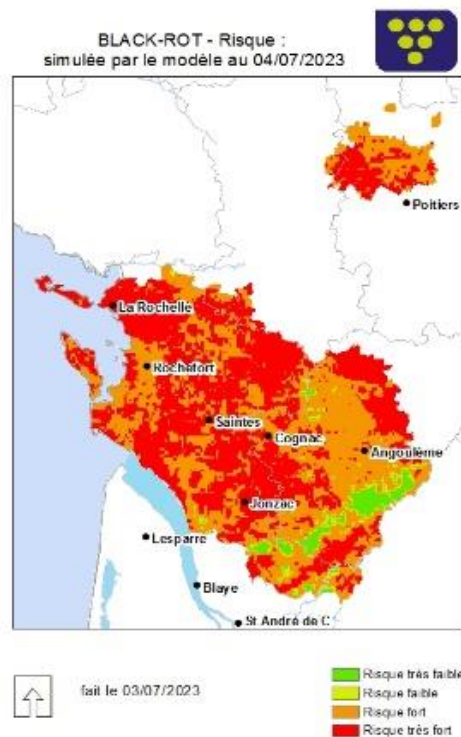 BLACK-ROT - Risque :
simulée par le modèle au 04/07/2023
Poitiers
La Rochelle
Rochefort
Saintes
Cognac
Angoulême
Jonzac
Lesparre
Blaye
St André de C
fait le 03/07/2023
Risque très faible
Risque faible
Risque fort
Risque très fort